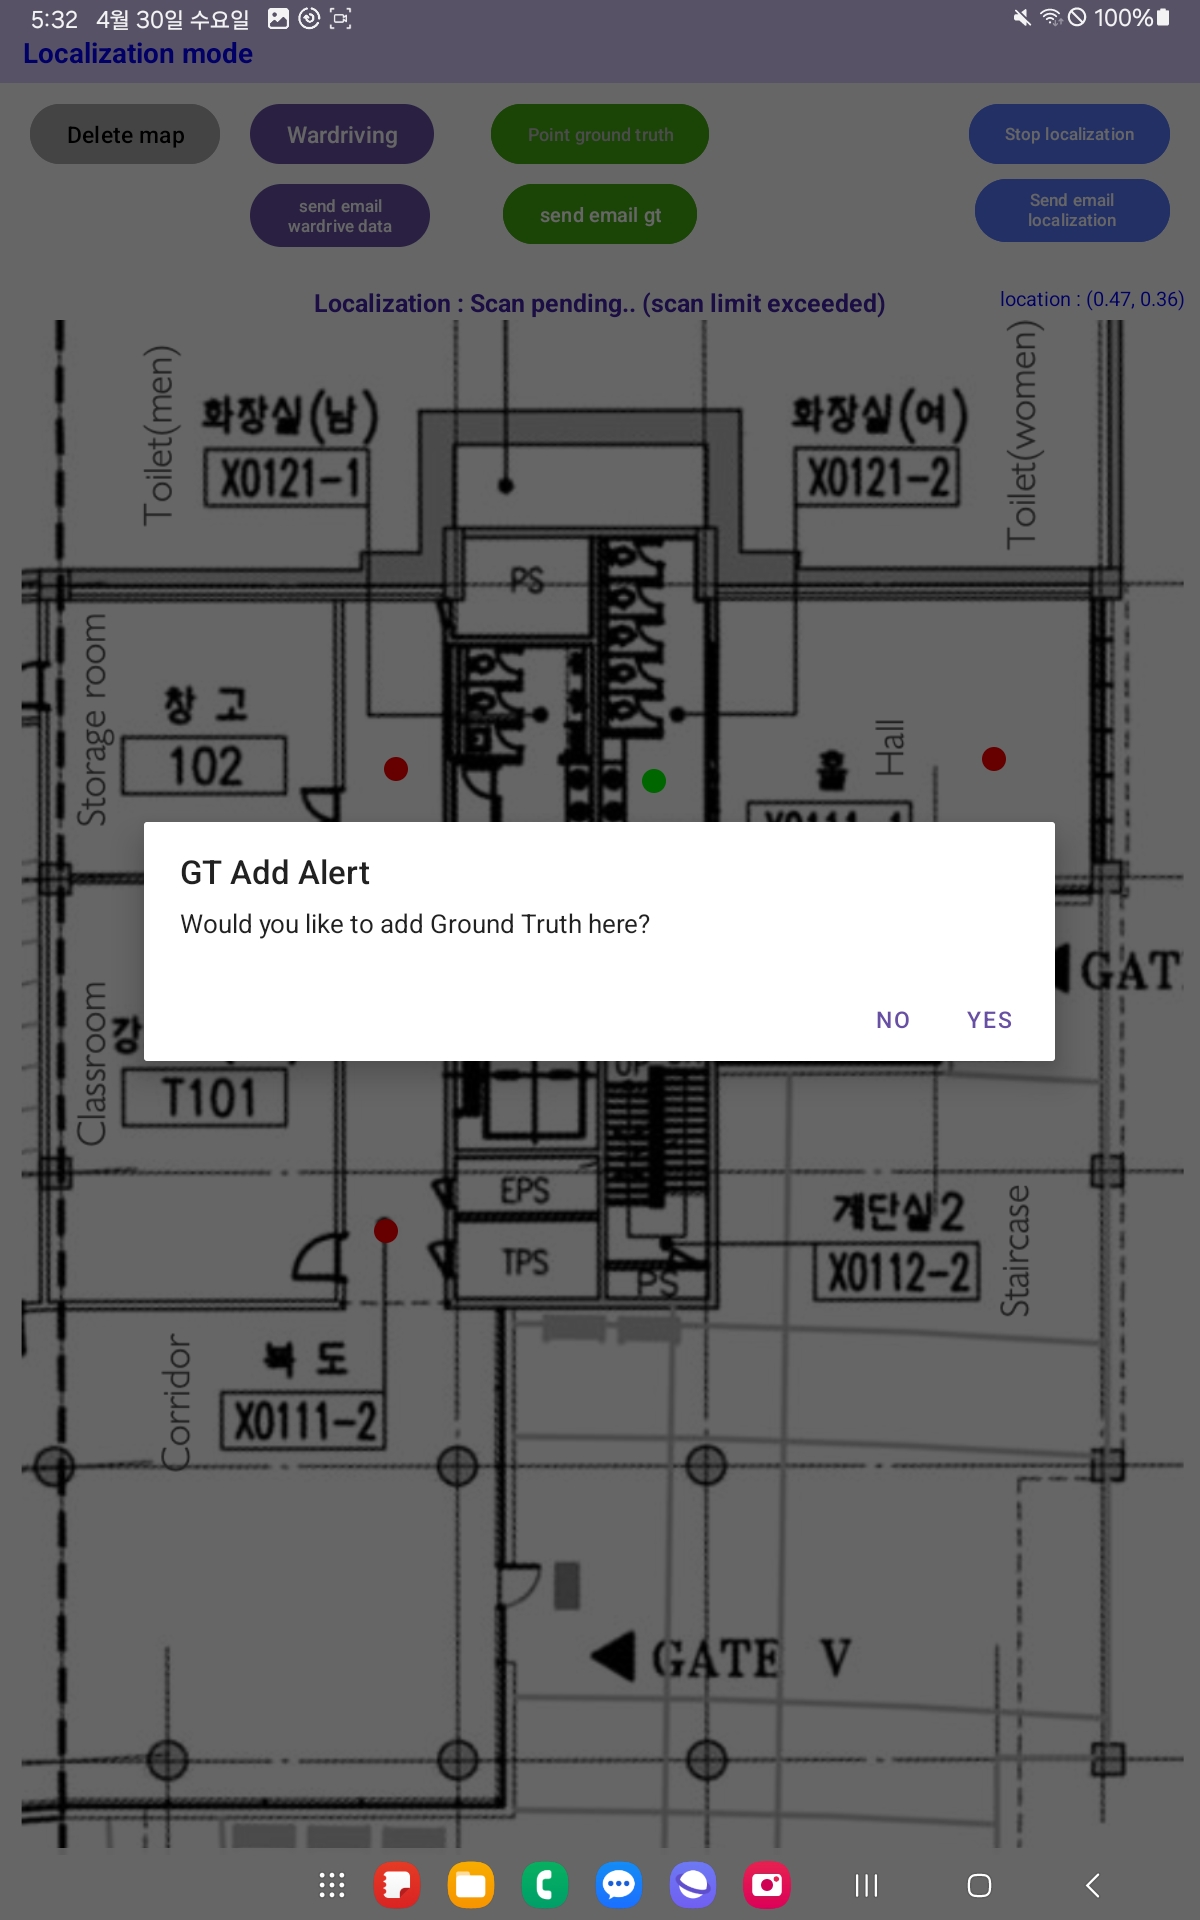 5:32 4월 30일 수요일 100%
Localization mode
Delete map
Wardriving
Point ground truth
Stop localization
send email
wardrive data
send email gt
Send email
localization
Localization : Scan pending.. (scan limit exceeded)
location : (0.47, 0.36)
Toilet(men)
화장실(남)
X0121-1
화장실(여)
X0121-2
Toilet(women)
PS
Storage room
창 고
102
홀
Hall
GT Add Alert
Would you like to add Ground Truth here?
NO YES
GAT
Classroom
강
T101
EPS
TPS
PS
계단실2
X0112-2
Staircase
Corridor
복 도
X0111-2
GATE V